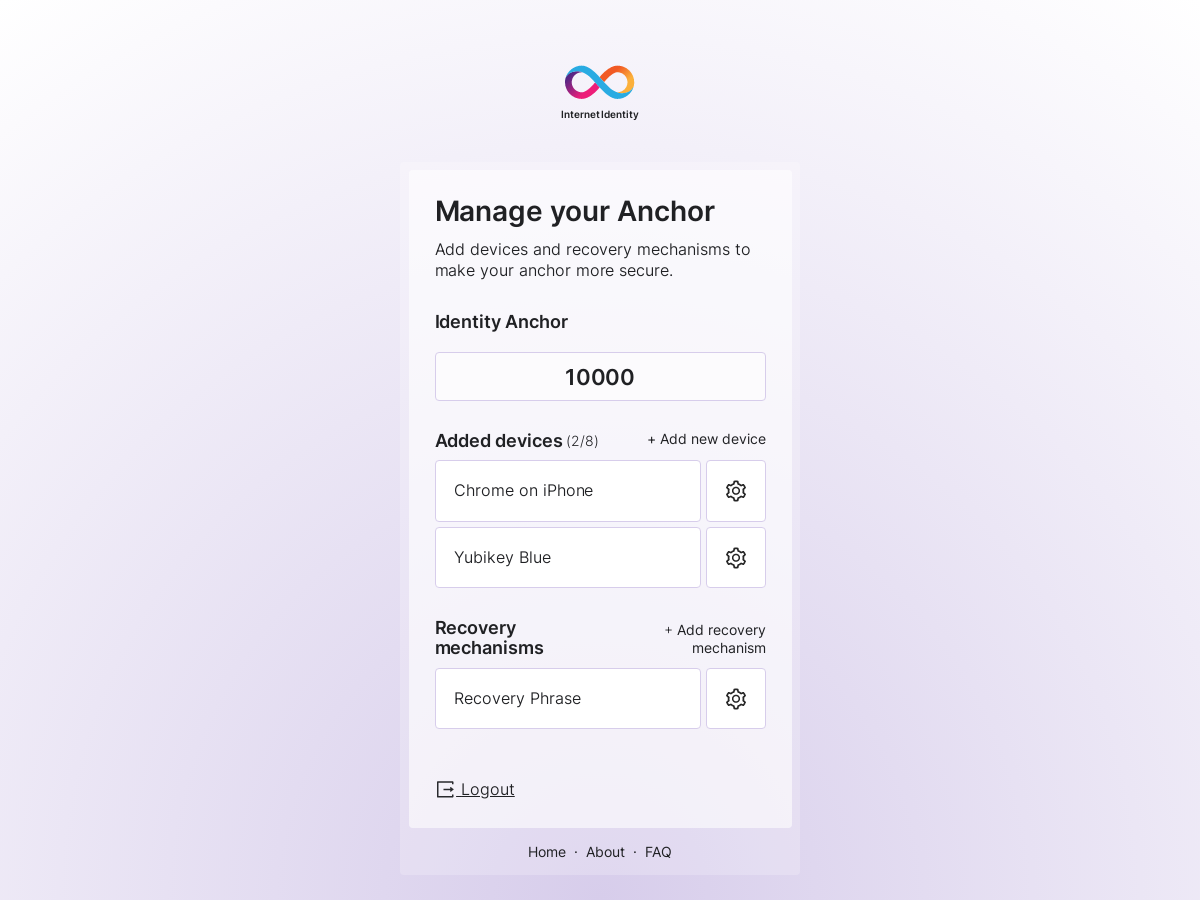 Internet Identity
Manage your Anchor
Add devices and recovery mechanisms to
make your anchor more secure.
Identity Anchor
10000
Added devices (2/8)
+ Add new device
Chrome on iPhone
Yubikey Blue
Recovery
mechanisms
+ Add recovery
mechanism
Recovery Phrase
Logout
Home · About · FAQ